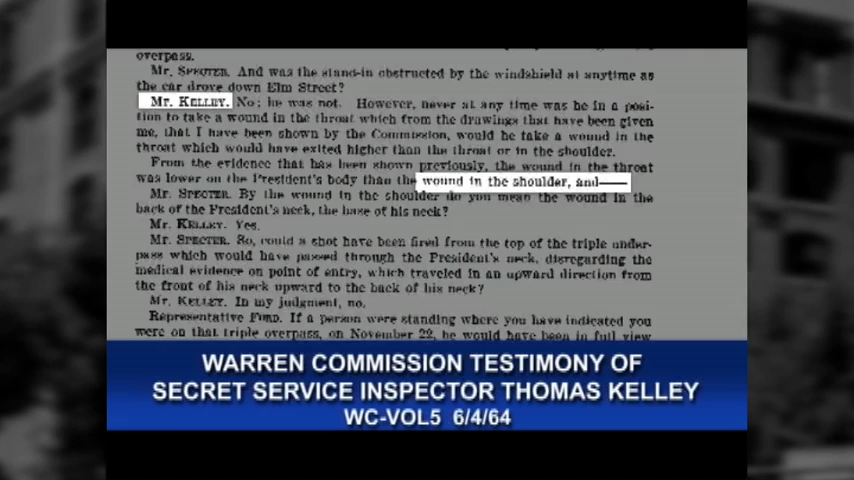 overpass.
Mr. SPECTER. And was the stand-in obstructed by the windshield at anytime as
the car drove down Elm Street?
Mr. KELLEY. No; he was not. However, never at any time was he in a posi-
tion to take a wound in the throat which from the drawings that have been given
me, that I have been shown by the Commission, would he take a wound in the
throat which would have exited higher than the throat or in the shoulder.
From the evidence that has been shown previously, the wound in the throat
was lower on the President's body than the wound in the shoulder, and——
Mr. SPECTER. By the wound in the shoulder do you mean the wound in the
back of the President's neck, the base of his neck?
Mr. KELLEY. Yes.
Mr. SPECTER. So, could a shot have been fired from the top of the triple under-
pass which would have passed through the President's neck, disregarding the
medical evidence on point of entry, which traveled in an upward direction from
the front of his neck upward to the back of his neck?
Mr. KELLEY. In my judgment, no.
Representative FORD. If a person were standing where you have indicated you
were on that triple overpass, on November 22, he would have been in full view
WARREN COMMISSION TESTIMONY OF
SECRET SERVICE INSPECTOR THOMAS KELLEY
WC-VOL5 6/4/64